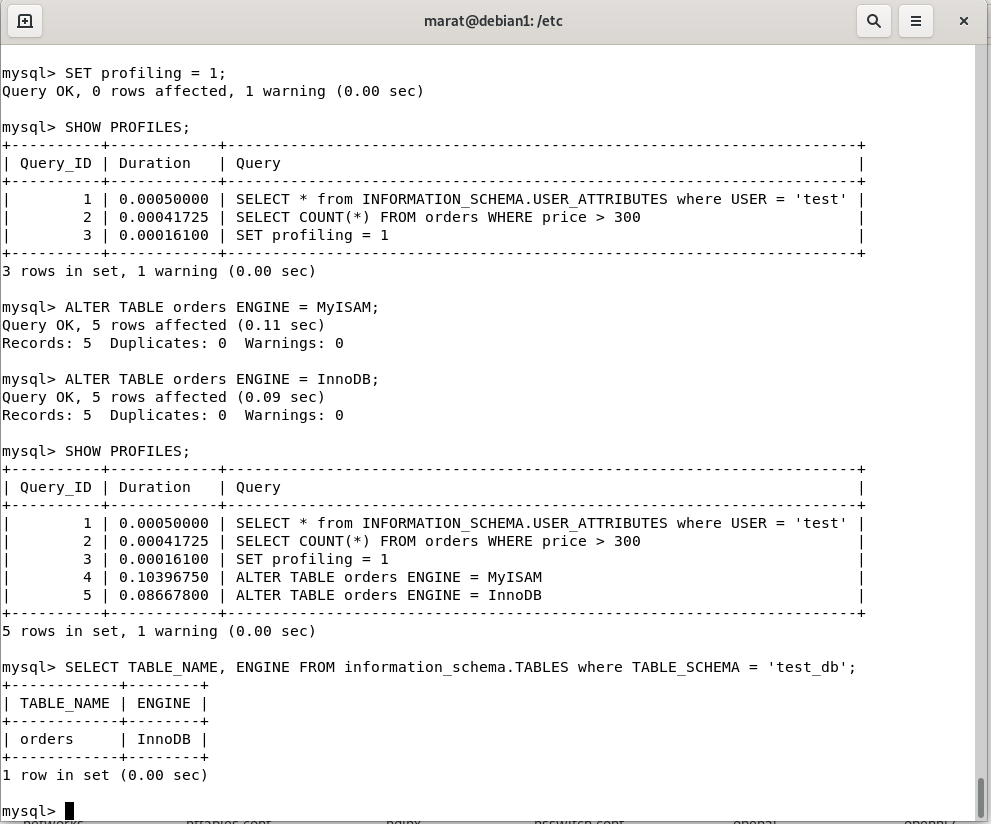 marat@debian1: /etc
mysql> SET profiling = 1;
Query OK, 0 rows affected, 1 warning (0.00 sec)
mysql> SHOW PROFILES;
+----------+------------+----------------------------------------------------------------------+
| Query_ID | Duration   | Query                                                                |
+----------+------------+----------------------------------------------------------------------+
|        1 | 0.00050000 | SELECT * from INFORMATION_SCHEMA.USER_ATTRIBUTES where USER = 'test' |
|        2 | 0.00041725 | SELECT COUNT(*) FROM orders WHERE price > 300                        |
|        3 | 0.00016100 | SET profiling = 1                                                    |
+----------+------------+----------------------------------------------------------------------+
3 rows in set, 1 warning (0.00 sec)
mysql> ALTER TABLE orders ENGINE = MyISAM;
Query OK, 5 rows affected (0.11 sec)
Records: 5  Duplicates: 0  Warnings: 0
mysql> ALTER TABLE orders ENGINE = InnoDB;
Query OK, 5 rows affected (0.09 sec)
Records: 5  Duplicates: 0  Warnings: 0
mysql> SHOW PROFILES;
+----------+------------+----------------------------------------------------------------------+
| Query_ID | Duration   | Query                                                                |
+----------+------------+----------------------------------------------------------------------+
|        1 | 0.00050000 | SELECT * from INFORMATION_SCHEMA.USER_ATTRIBUTES where USER = 'test' |
|        2 | 0.00041725 | SELECT COUNT(*) FROM orders WHERE price > 300                        |
|        3 | 0.00016100 | SET profiling = 1                                                    |
|        4 | 0.10396750 | ALTER TABLE orders ENGINE = MyISAM                                   |
|        5 | 0.08667800 | ALTER TABLE orders ENGINE = InnoDB                                   |
+----------+------------+----------------------------------------------------------------------+
5 rows in set, 1 warning (0.00 sec)
mysql> SELECT TABLE_NAME, ENGINE FROM information_schema.TABLES where TABLE_SCHEMA = 'test_db';
+------------+--------+
| TABLE_NAME | ENGINE |
+------------+--------+
| orders     | InnoDB |
+------------+--------+
1 row in set (0.00 sec)
mysql>